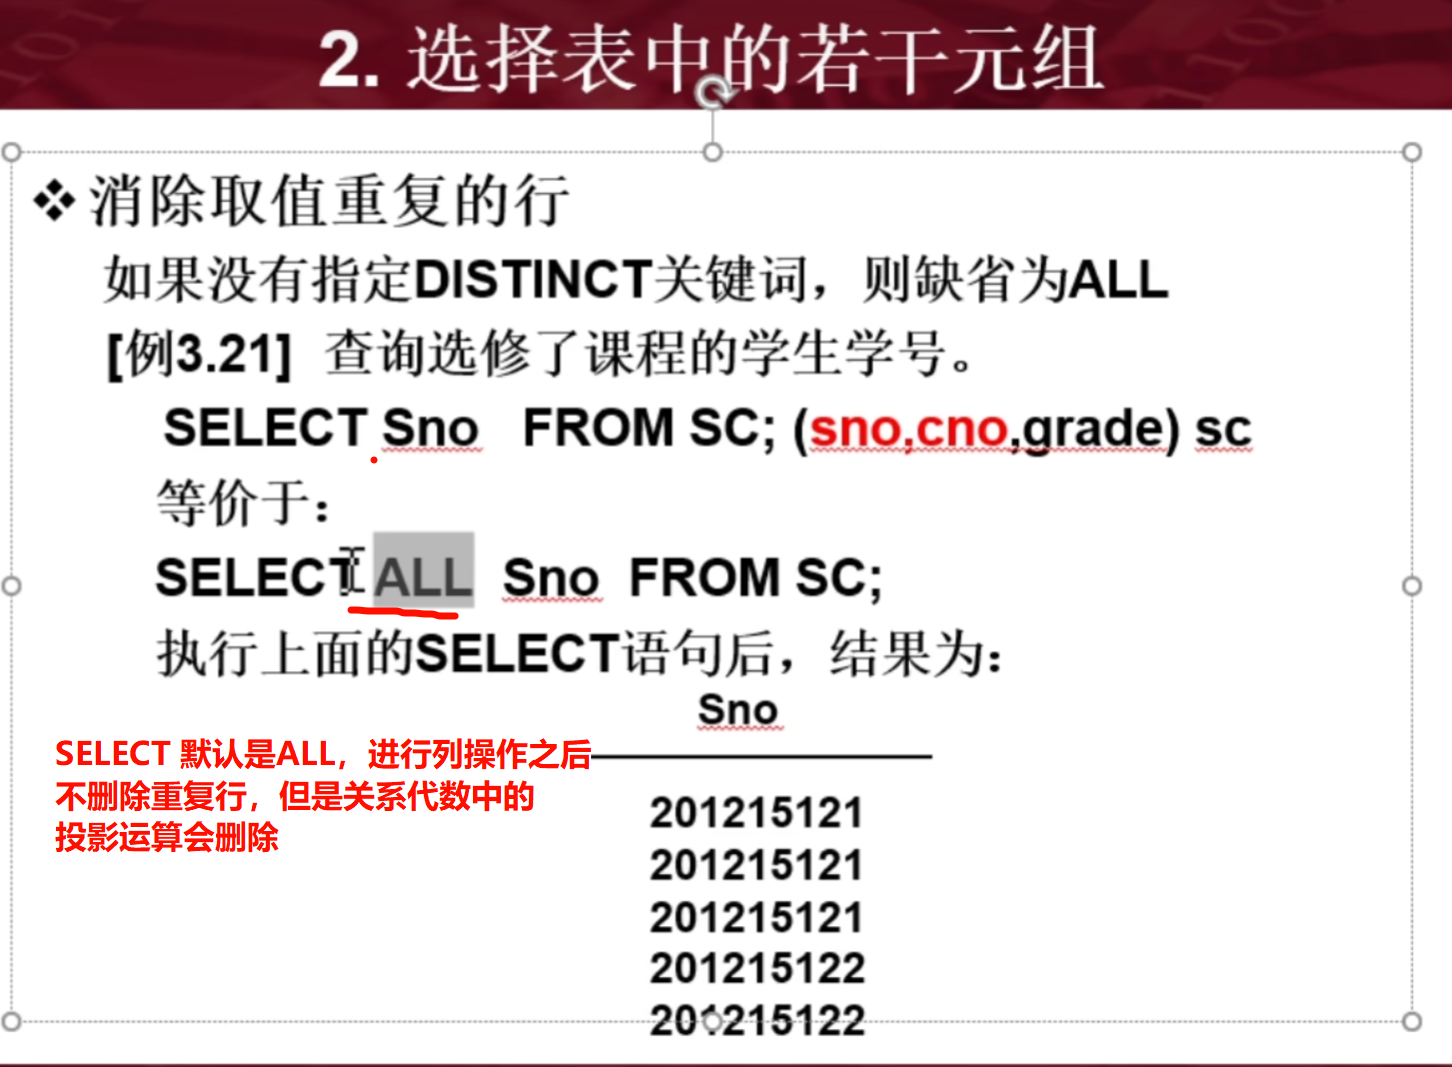 2. 选择表中的若干元组
❖ 消除取值重复的行
如果没有指定DISTINCT关键词，则缺省为ALL
[例3.21] 查询选修了课程的学生学号。
SELECT Sno FROM SC; (sno,cno,grade) sc
等价于：
SELECT ALL Sno FROM SC;
执行上面的SELECT语句后，结果为：
Sno
SELECT 默认是ALL，进行列操作之后
不删除重复行，但是关系代数中的
投影运算会删除
201215121
201215121
201215121
201215122
201215122